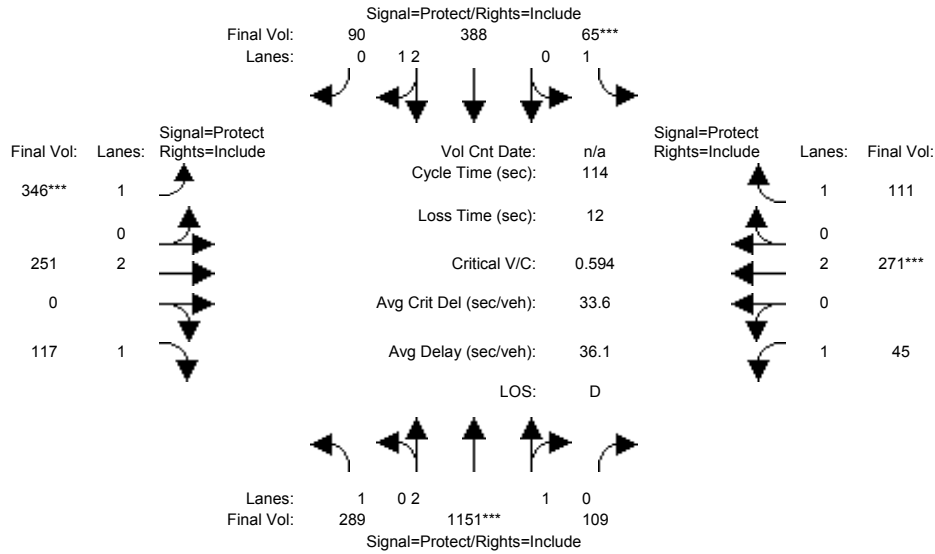 Signal=Protect/Rights=Include
Final Vol: 90 388 65***
Lanes: 0 1 2 0 1
Signal=Protect Signal=Protect
Final Vol: Lanes: Rights=Include Vol Cnt Date: n/a Rights=Include Lanes: Final Vol:
Cycle Time (sec): 114
346*** 1 1 111
Loss Time (sec): 12
0 0
251 2 Critical V/C: 0.594 2 271***
0 Avg Crit Del (sec/veh): 33.6 0
117 1 Avg Delay (sec/veh): 36.1 1 45
LOS: D
Lanes: 1 0 2 1 0
Final Vol: 289 1151*** 109
Signal=Protect/Rights=Include